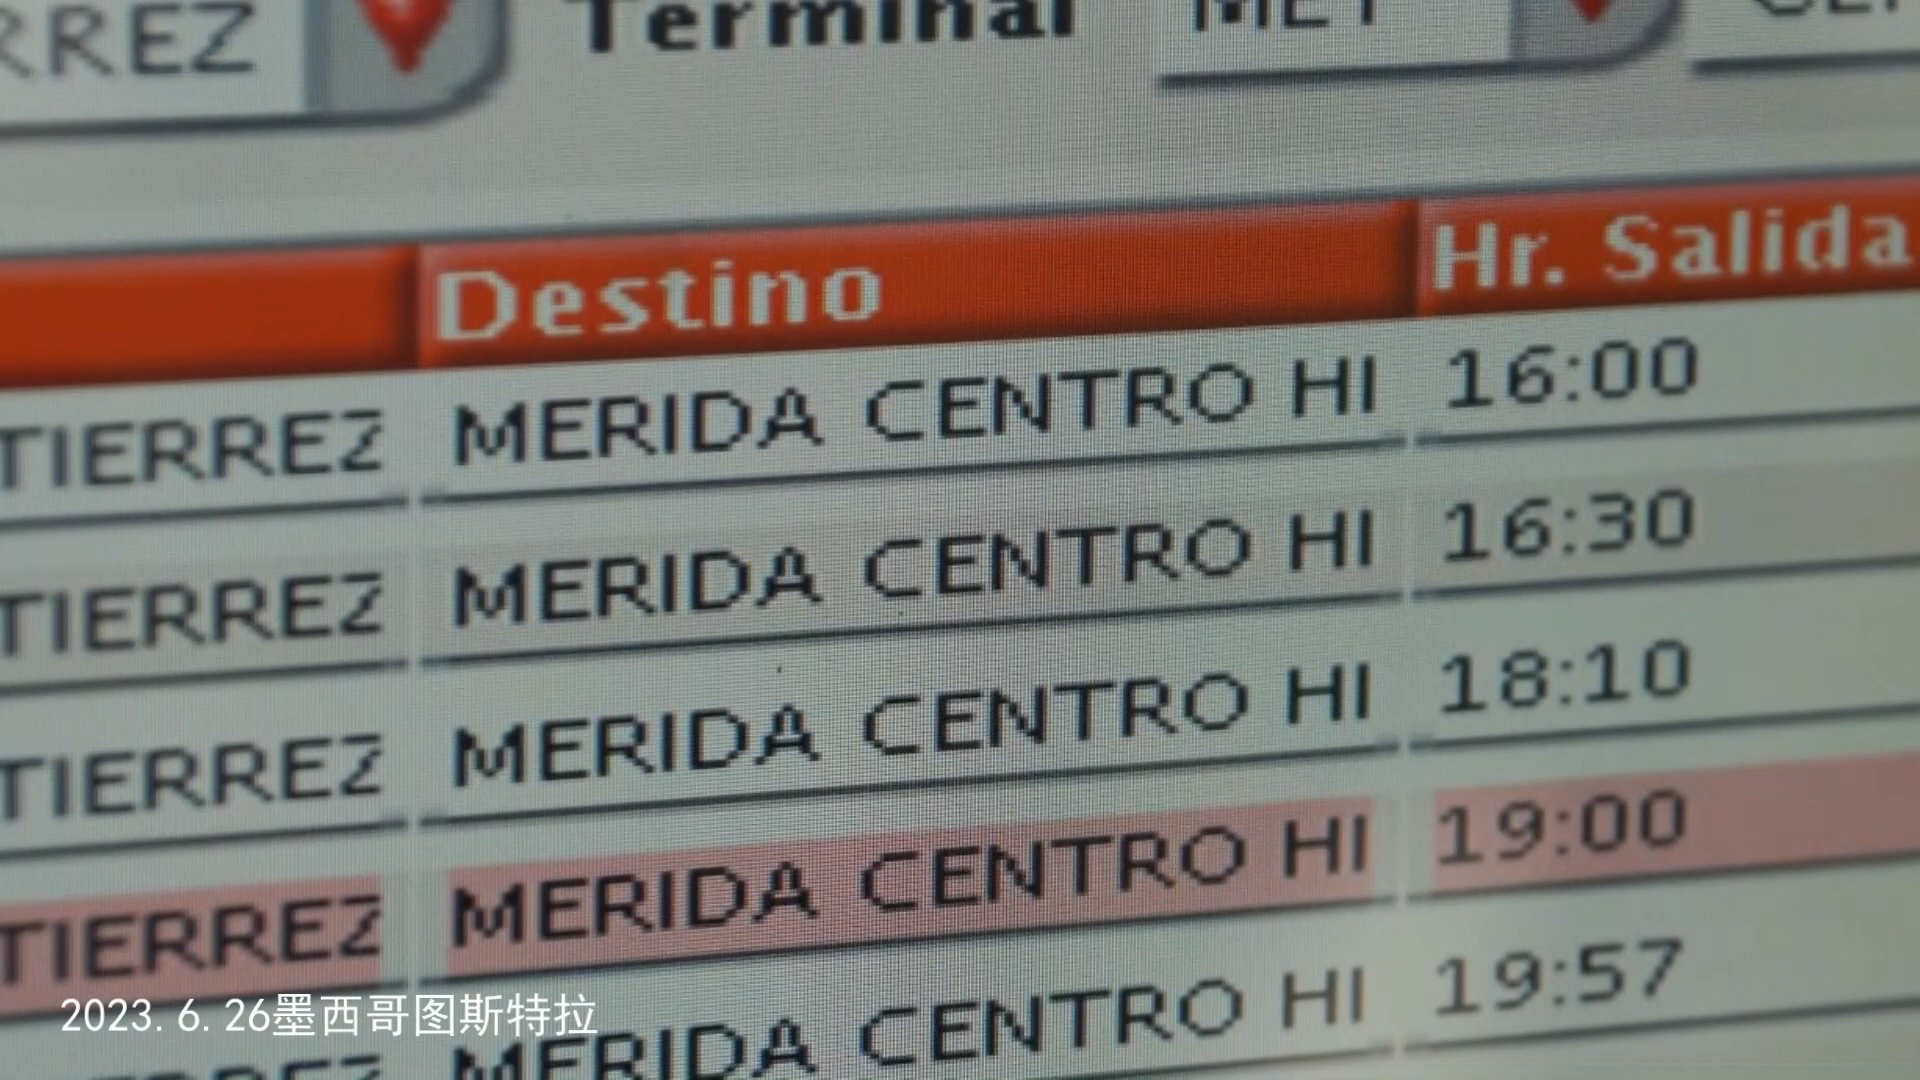 RREZ Terminal
Destino Hr. Salida
TIERREZ MERIDA CENTRO HI 16:00
TIERREZ MERIDA CENTRO HI 16:30
TIERREZ MERIDA CENTRO HI 18:10
TIERREZ MERIDA CENTRO HI 19:00
MERIDA CENTRO HI 19:57
2023.6.26墨西哥图斯特拉